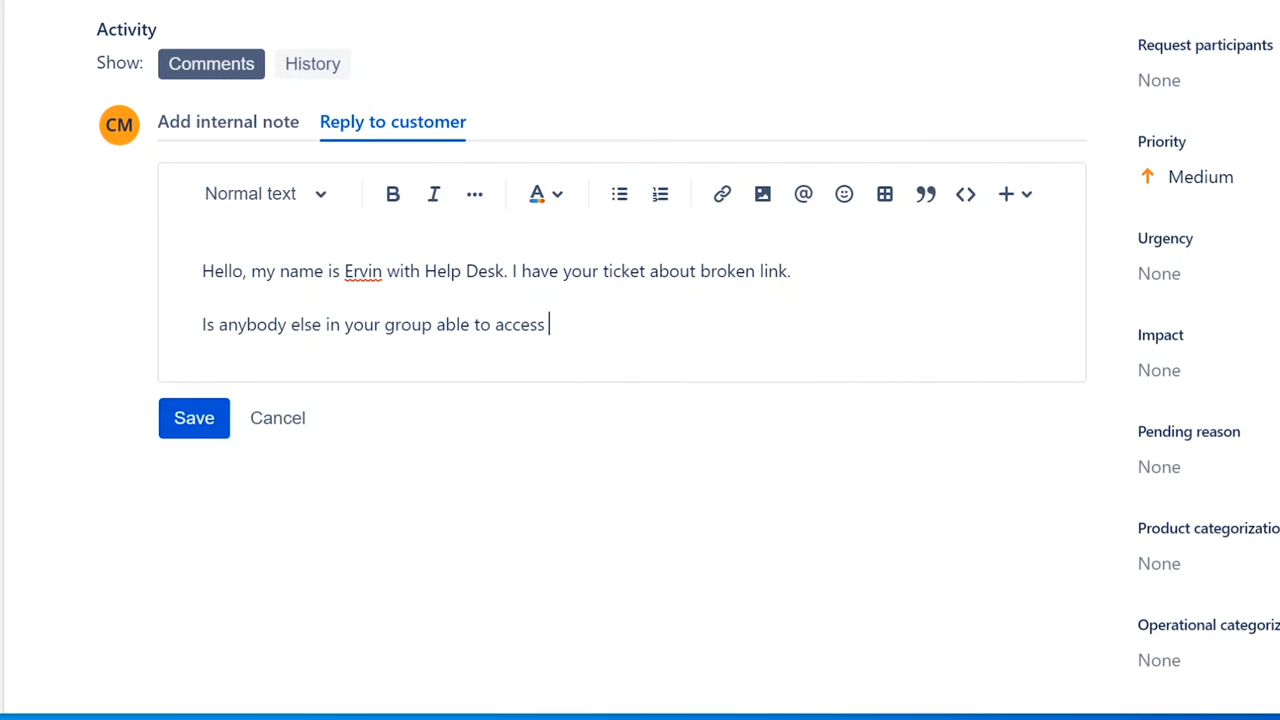 Activity
Show: Comments History
CM Add internal note Reply to customer
Normal text B I ... A
Hello, my name is Ervin with Help Desk. I have your ticket about broken link.
Is anybody else in your group able to access
Save Cancel
Request participants
None
Priority
Medium
Urgency
None
Impact
None
Pending reason
None
Product categorizatio
None
Operational categoriz
None